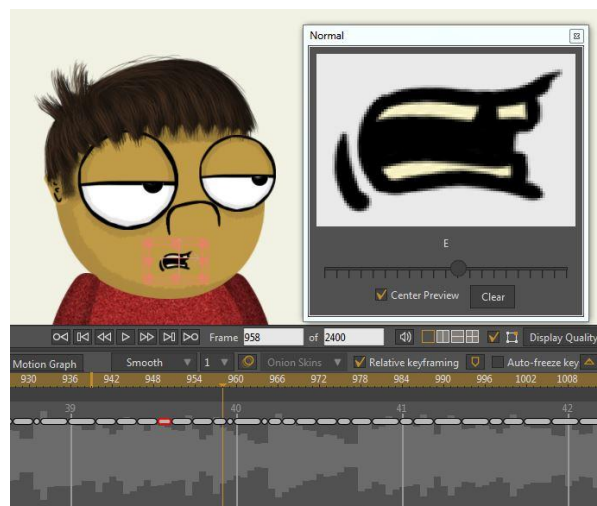 Normal
E
Center Preview Clear
Frame 958 of 2400 Display Quality
Motion Graph Smooth 1 Onion Skins Relative keyframing Auto-freeze key
930 936 942 948 954 960 966 972 978 984 990 996 1002 1008
39 40 41 42